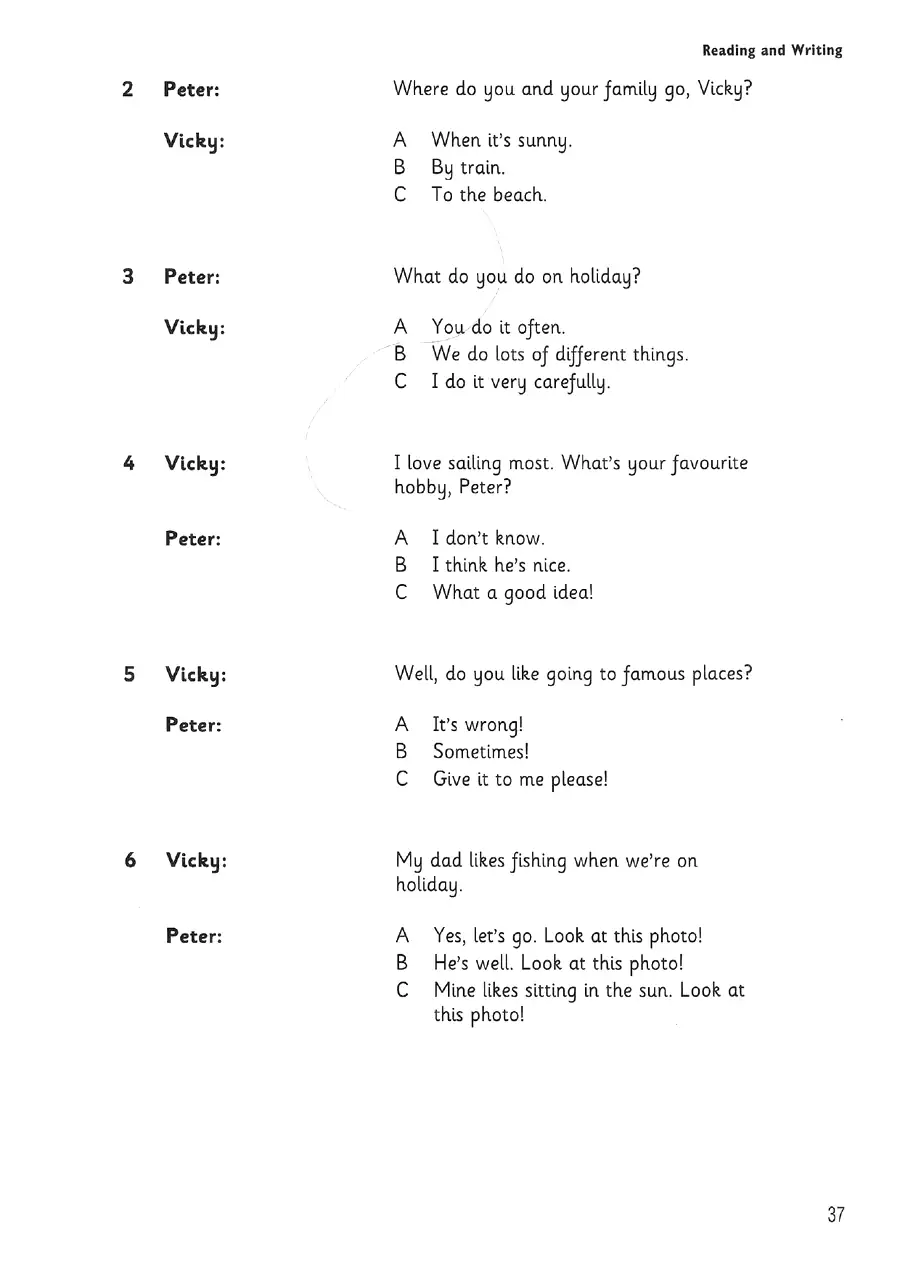 Reading and Writing
2 Peter: Where do you and your family go, Vicky?
Vicky: A When it's sunny.
B By train.
C To the beach.
3 Peter: What do you do on holiday?
Vicky: A You do it often.
B We do lots of different things.
C I do it very carefully.
4 Vicky: I love sailing most. What's your favourite
hobby, Peter?
Peter: A I don't know.
B I think he's nice.
C What a good idea!
5 Vicky: Well, do you like going to famous places?
Peter: A It's wrong!
B Sometimes!
C Give it to me please!
6 Vicky: My dad likes fishing when we're on
holiday.
Peter: A Yes, let's go. Look at this photo!
B He's well. Look at this photo!
C Mine likes sitting in the sun. Look at
this photo!
37